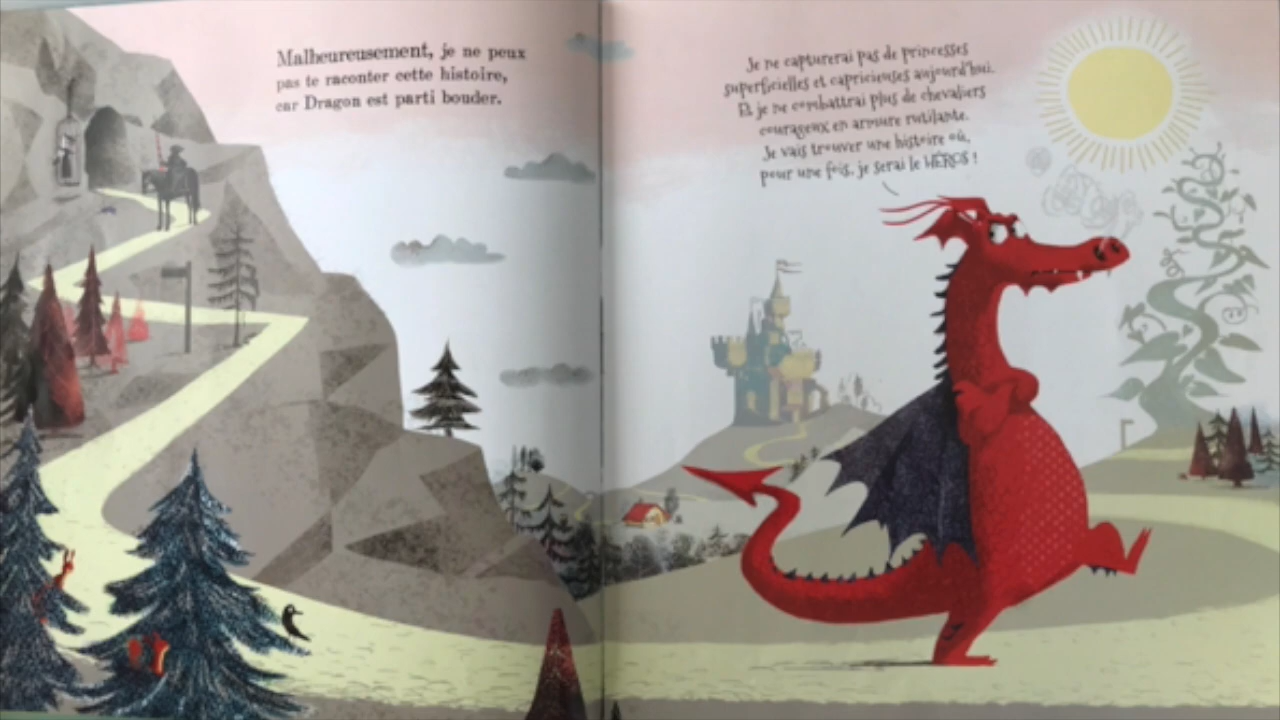 Malheureusement, je ne peux
pas te raconter cette histoire,
car Dragon est parti bouder.
Je ne capturerai pas de princesses
superficielles et capricieuses aujourd'hui.
Et je ne combattrai plus de chevaliers
courageux en armure rutilante.
Je vais trouver une histoire où,
pour une fois, je serai le HÉROS !